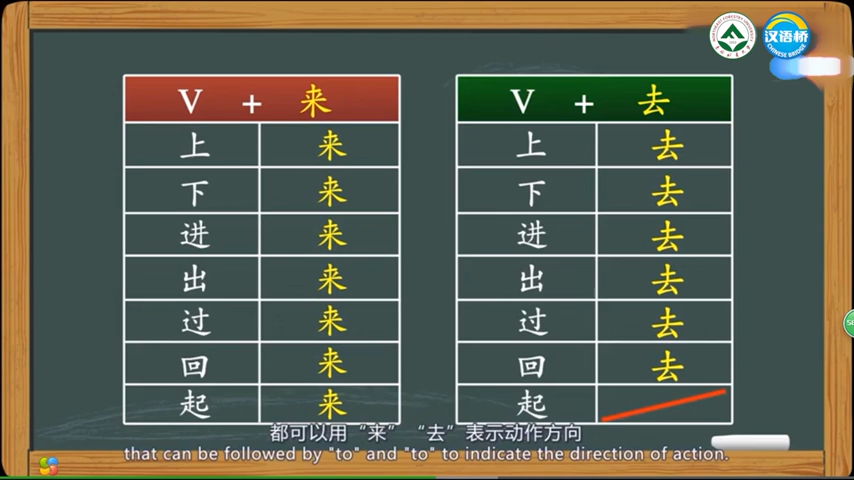 汉语桥
CHINESE BRIDGE
V + 来
上 来
下 来
进 来
出 来
过 来
回 来
起 来
V + 去
上 去
下 去
进 去
出 去
过 去
回 去
起
都可以用“来”“去”表示动作方向
that can be followed by "to" and "to" to indicate the direction of action.